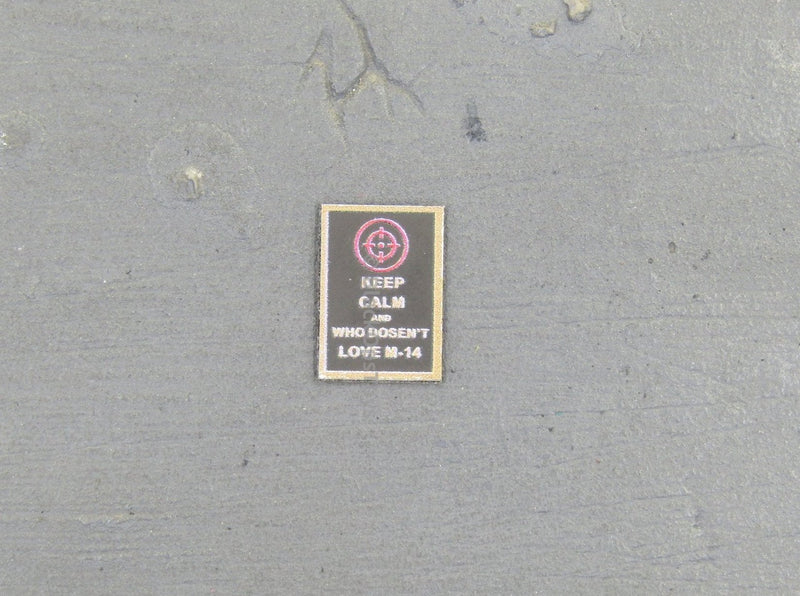 KEEP
CALM
AND
WHO DOSEN'T
LOVE M-14